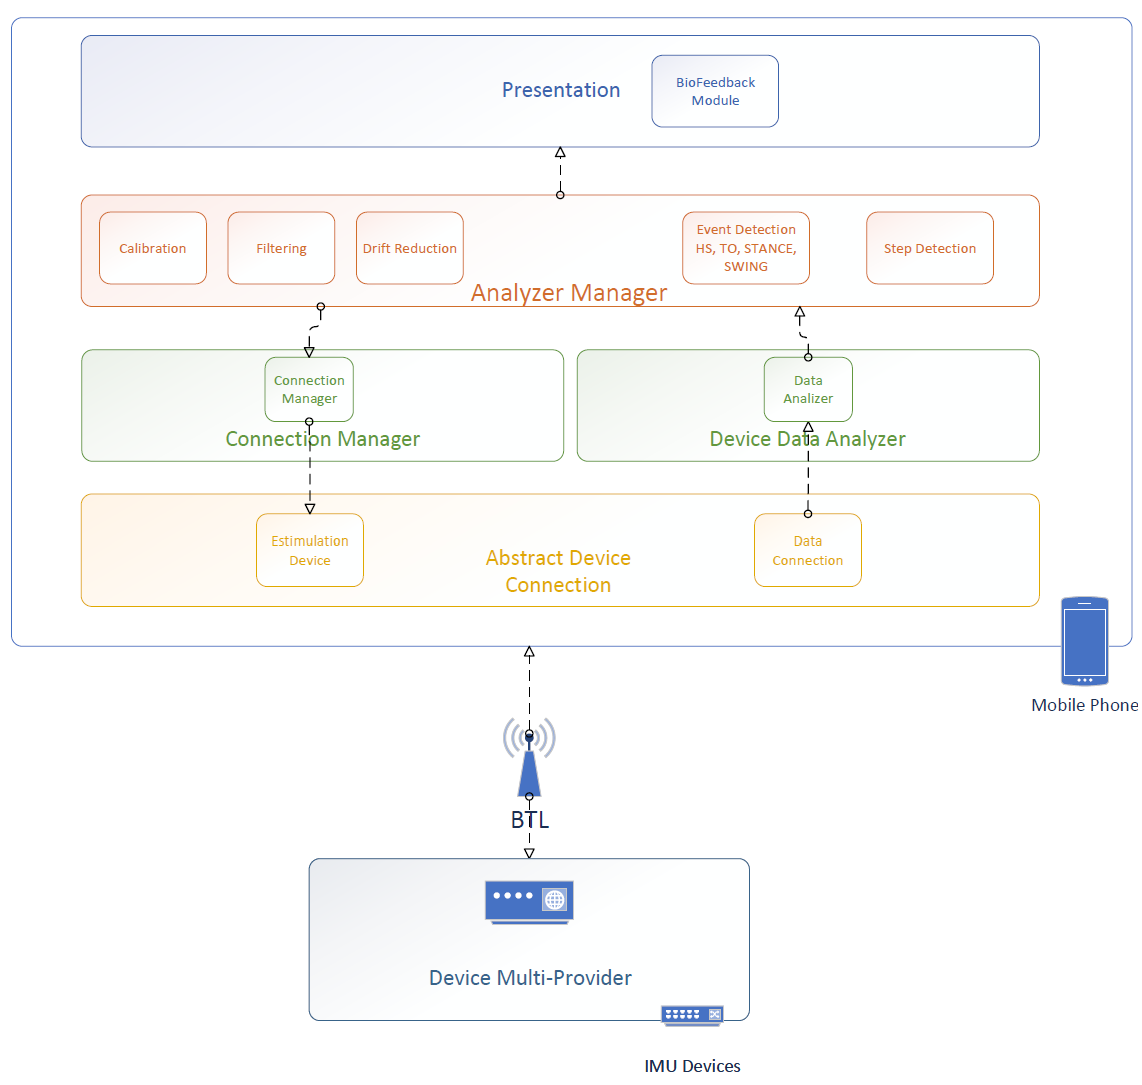 Presentation
BioFeedback
Module
Calibration
Filtering
Drift Reduction
Event Detection
HS, TO, STANCE,
SWING
Step Detection
Analyzer Manager
Connection
Manager
Connection Manager
Data
Analizer
Device Data Analyzer
Estimulation
Device
Abstract Device
Connection
Data
Connection
Mobile Phone
BTL
Device Multi-Provider
IMU Devices